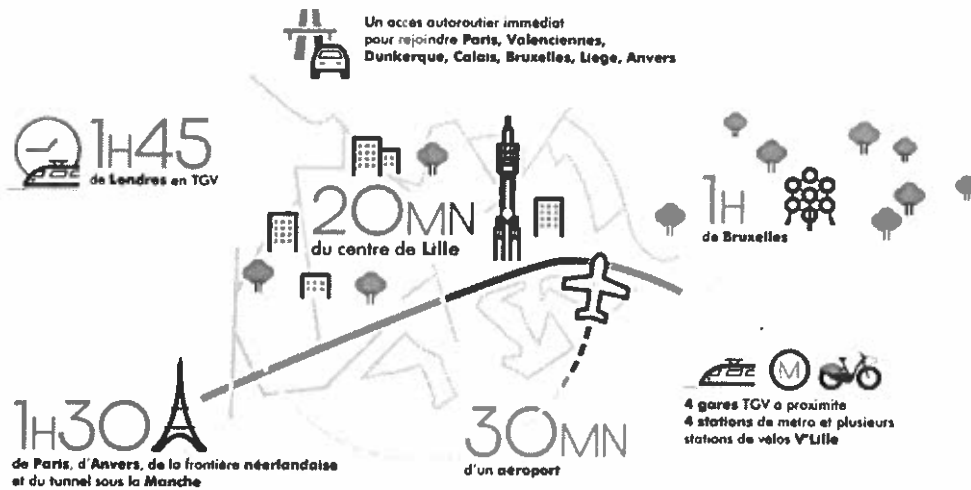 Un accès autoroutier immédiat
pour rejoindre Paris, Valenciennes,
Dunkerque, Calais, Bruxelles, Liege, Anvers
1H45
de Londres en TGV
20MN
du centre de Lille
1H
de Bruxelles
M
4 gares TGV a proximite
4 stations de metro et plusieurs
stations de vélos V'Lille
1H30
de Paris, d'Anvers, de la frontière néerlandaise
et du tunnel sous la Manche
30MN
d'un aéroport